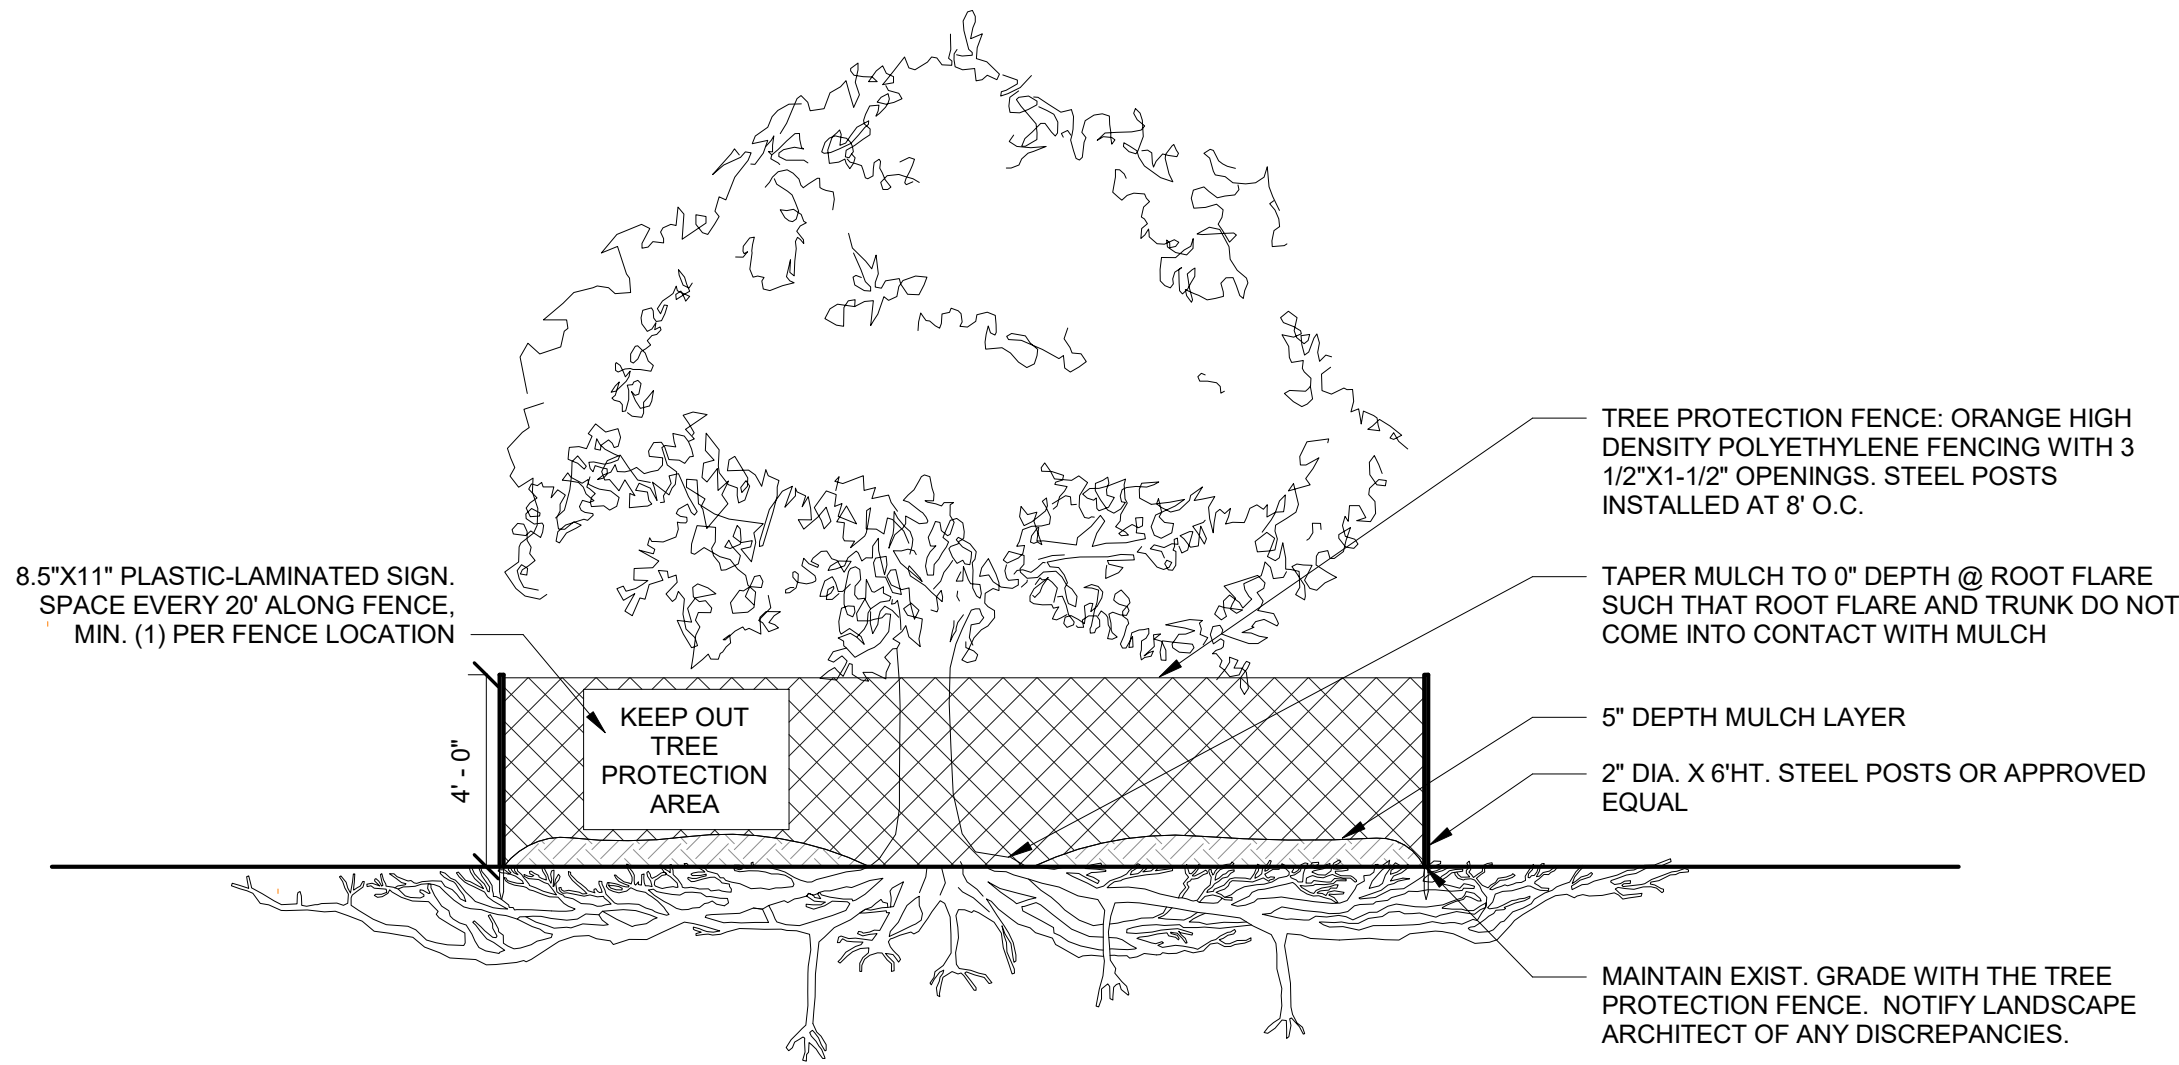 TREE PROTECTION FENCE: ORANGE HIGH
DENSITY POLYETHYLENE FENCING WITH 3
1/2"X1-1/2" OPENINGS. STEEL POSTS
INSTALLED AT 8' O.C.
8.5"X11" PLASTIC-LAMINATED SIGN.
SPACE EVERY 20' ALONG FENCE,
MIN. (1) PER FENCE LOCATION
TAPER MULCH TO 0" DEPTH @ ROOT FLARE
SUCH THAT ROOT FLARE AND TRUNK DO NOT
COME INTO CONTACT WITH MULCH
KEEP OUT
TREE
PROTECTION
AREA
4' - 0"
5" DEPTH MULCH LAYER
2" DIA. X 6'HT. STEEL POSTS OR APPROVED
EQUAL
MAINTAIN EXIST. GRADE WITH THE TREE
PROTECTION FENCE.  NOTIFY LANDSCAPE
ARCHITECT OF ANY DISCREPANCIES.